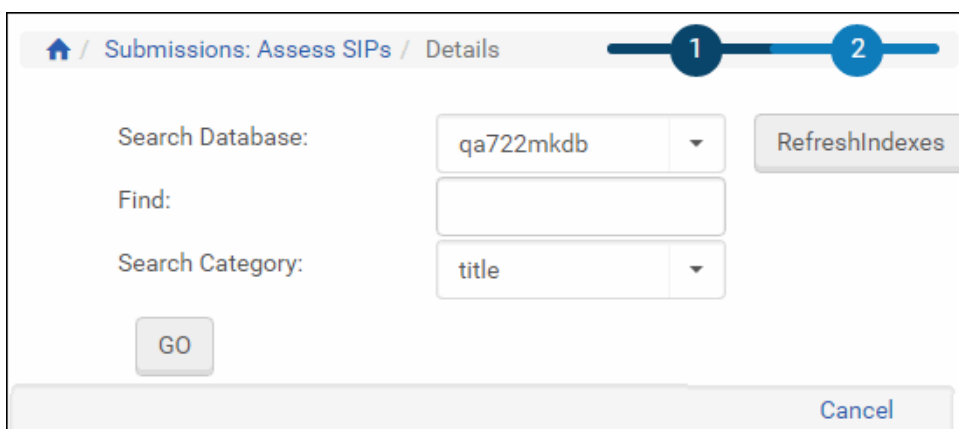 / Submissions: Assess SIPs / Details 1 2
Search Database: qa722mkdb RefreshIndexes
Find:
Search Category: title
GO
Cancel